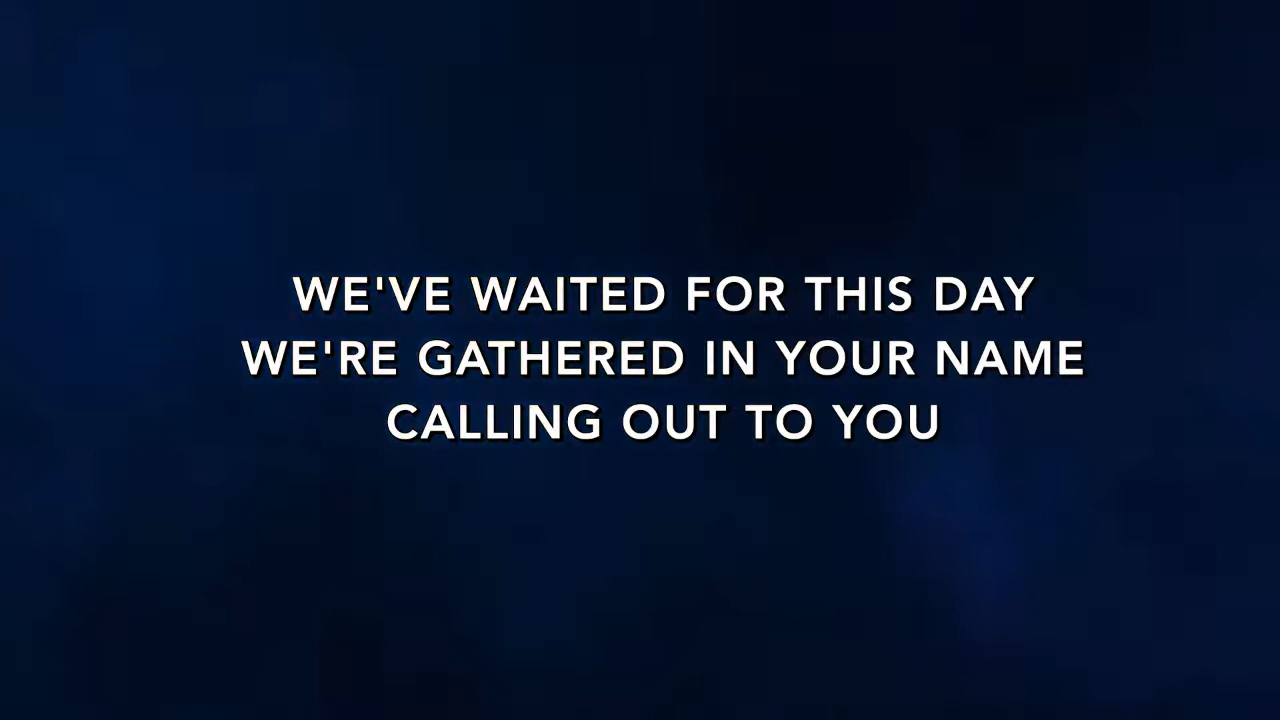 WE'VE WAITED FOR THIS DAY
WE'RE GATHERED IN YOUR NAME
CALLING OUT TO YOU